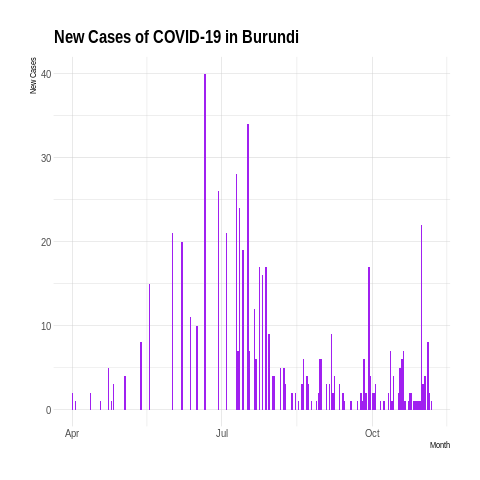 New Cases of COVID-19 in Burundi
New Cases
40
30
20
10
0
Apr
Jul
Oct
Month